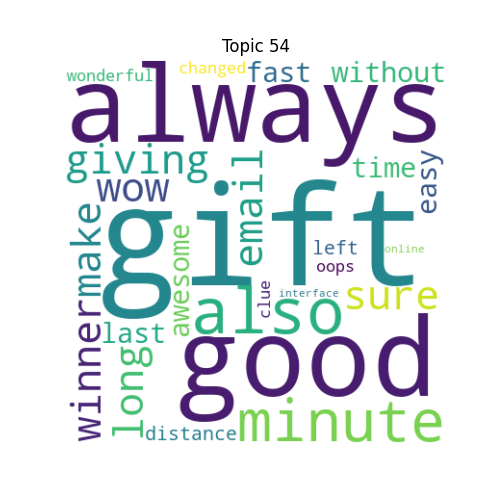 Topic 54
wonderful
changed
fast
without
always
giving
wow
email
time
easy
gift
make
awesome
left
oops
online
clue
interface
also
sure
winner
last
long
good
distance
minute